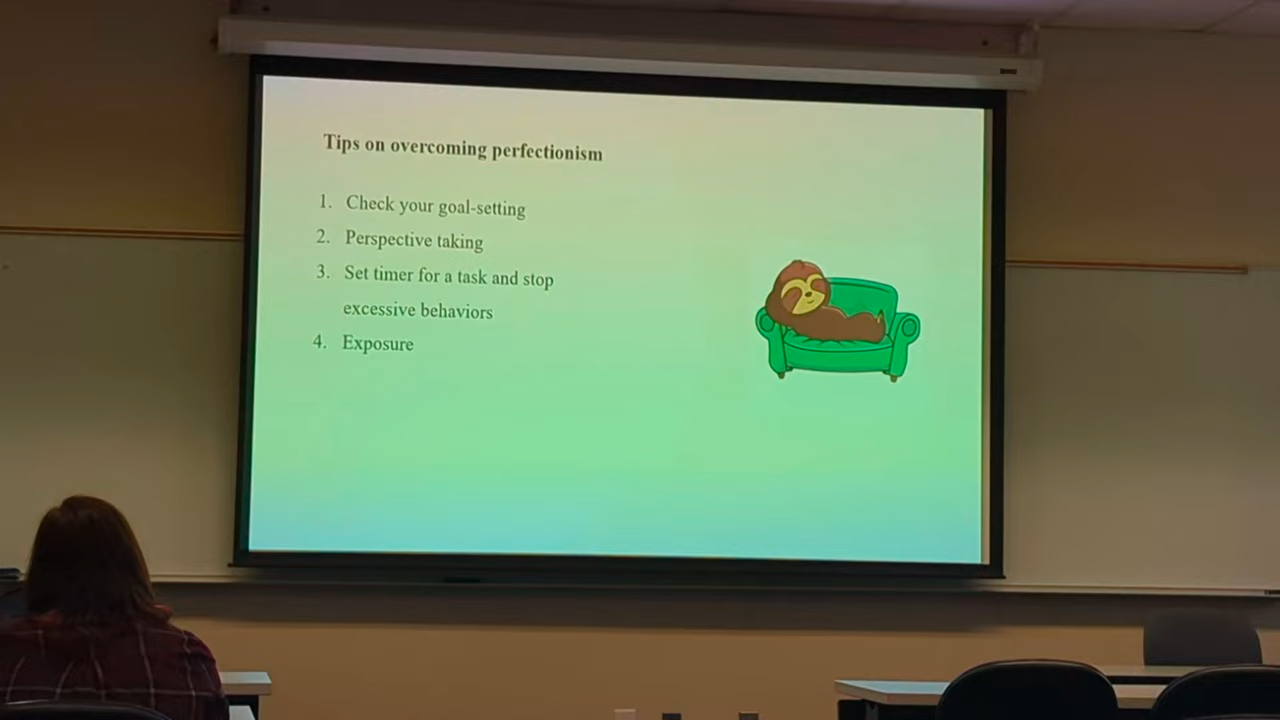 Tips on overcoming perfectionism
1. Check your goal-setting
2. Perspective taking
3. Set timer for a task and stop
excessive behaviors
4. Exposure